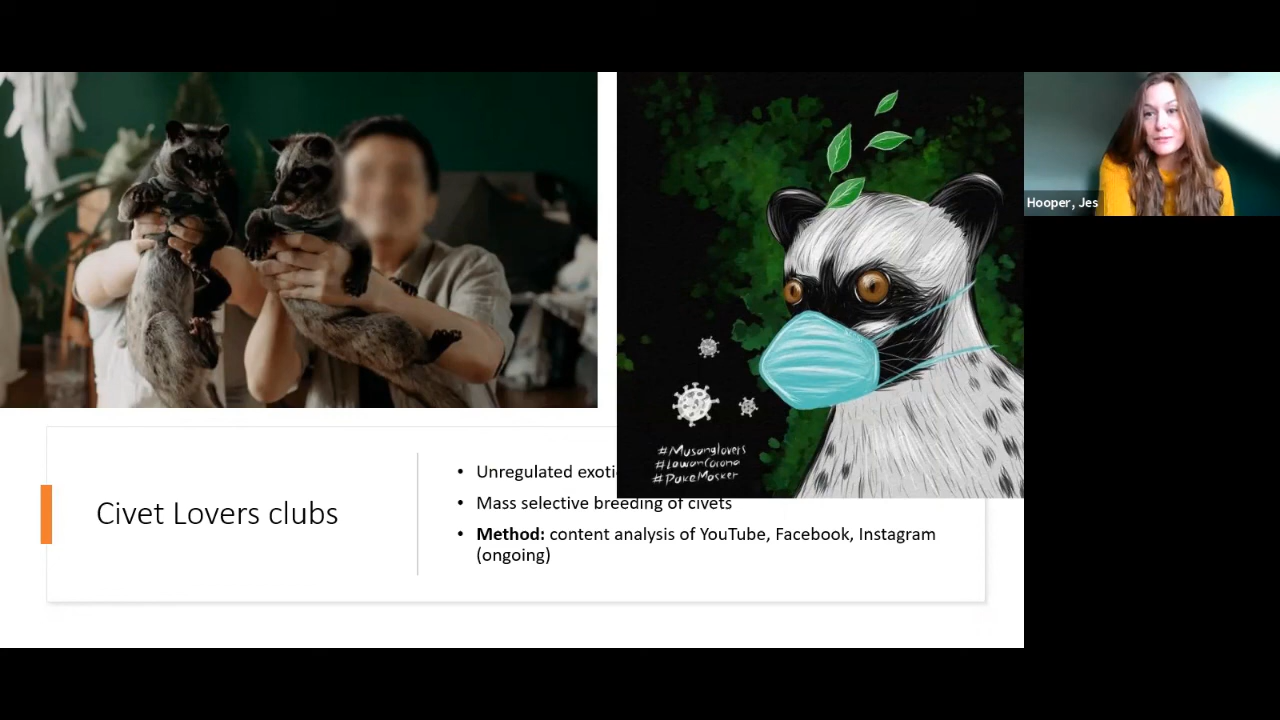 Hooper, Jes
#Musanglovers
#LawanCorona
#PakeMasker
Civet Lovers clubs
• Unregulated
• Mass selective breeding of civets
• Method: content analysis of YouTube, Facebook, Instagram
(ongoing)